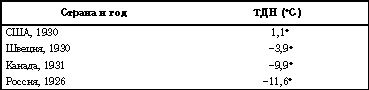 Страна и год ТДН (°С)
США, 1930 1,1°
Швеция, 1930 –3,9°
Канада, 1931 –9,9°
Россия, 1926 –11,6°